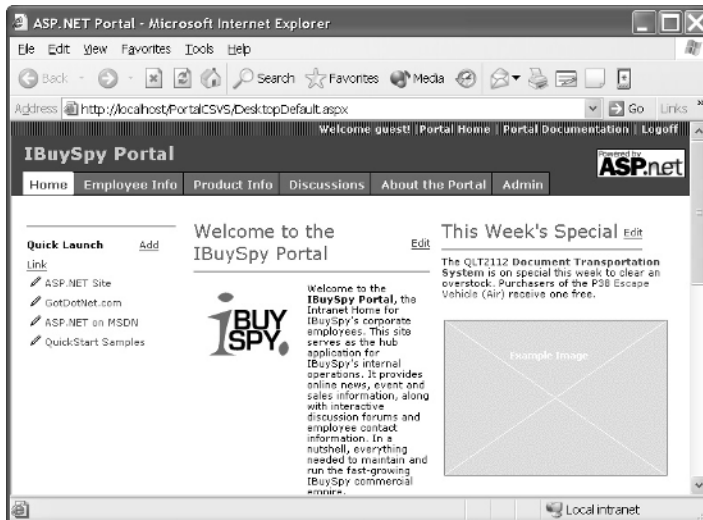 ASP.NET Portal - Microsoft Internet Explorer
File Edit View Favorites Tools Help
Back Search Favorites Media
Address http://localhost/PortalCSVS/DesktopDefault.aspx Go Links »
Welcome guest! | Portal Home | Portal Documentation | Logoff
IBuySpy Portal
Powered by
ASP.net
Home Employee Info Product Info Discussions About the Portal Admin
Quick Launch Add
Link
ASP.NET Site
GotDotNet.com
ASP.NET on MSDN
QuickStart Samples
Welcome to the
IBuySpy Portal Edit
iBUY
SPY.
Welcome to the
IBuySpy Portal, the
Intranet Home for
IBuySpy's corporate
employees. This site
serves as the hub
application for
IBuySpy's internal
operations. It provides
online news, event and
sales information, along
with interactive
discussion forums and
employee contact
information. In a
nutshell, everything
needed to maintain and
run the fast-growing
IBuySpy commercial
empire.
This Week's Special Edit
The QLT2112 Document Transportation
System is on special this week to clear an
overstock. Purchasers of the P38 Escape
Vehicle (Air) receive one free.
Example Image
Local intranet